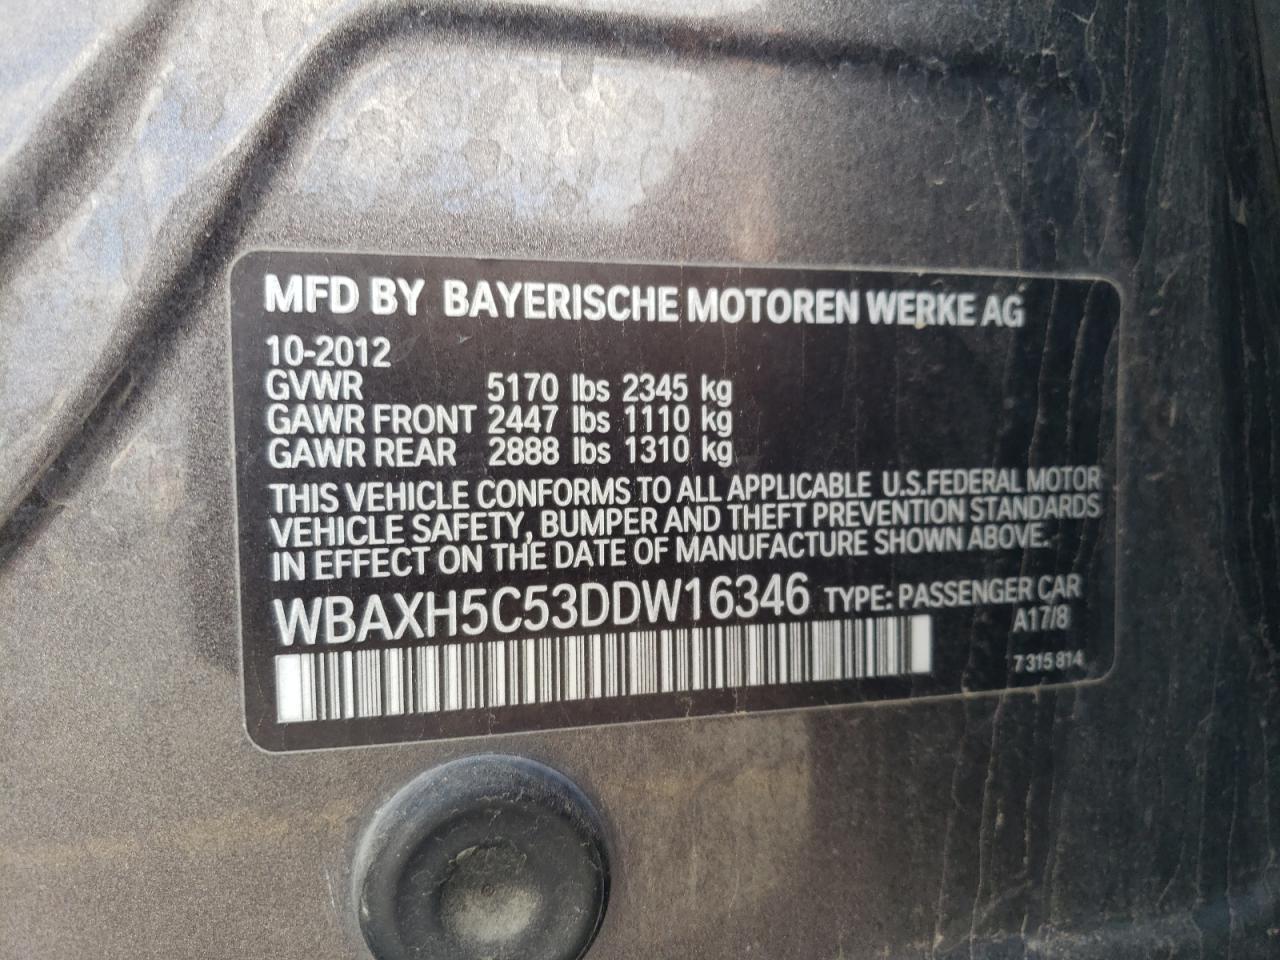 MFD BY BAYERISCHE MOTOREN WERKE AG
10-2012
GVWR 5170 lbs 2345 kg
GAWR FRONT 2447 lbs 1110 kg
GAWR REAR 2888 lbs 1310 kg
THIS VEHICLE CONFORMS TO ALL APPLICABLE U.S.FEDERAL MOTOR
VEHICLE SAFETY, BUMPER AND THEFT PREVENTION STANDARDS
IN EFFECT ON THE DATE OF MANUFACTURE SHOWN ABOVE.
WBAXH5C53DDW16346 TYPE: PASSENGER CAR
A17/8
7 315 814